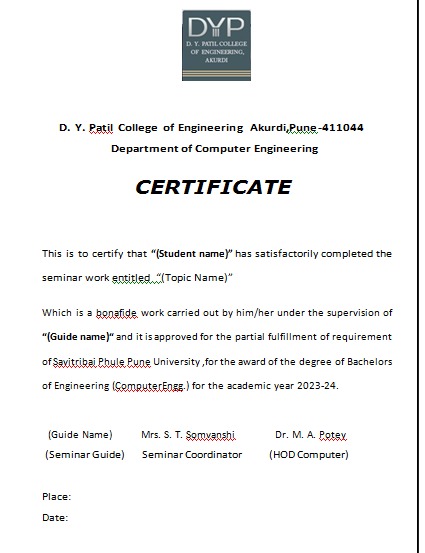 DYP
D. Y. PATIL COLLEGE
OF ENGINEERING,
AKURDI
D. Y. Patil College of Engineering Akurdi,Pune-411044
Department of Computer Engineering
CERTIFICATE
This is to certify that “(Student name)” has satisfactorily completed the
seminar work entitled “(Topic Name)”
Which is a bonafide work carried out by him/her under the supervision of
“(Guide name)” and it is approved for the partial fulfillment of requirement
of Savitribai Phule Pune University ,for the award of the degree of Bachelors
of Engineering (ComputerEngg.) for the academic year 2023-24.
(Guide Name) Mrs. S. T. Somvanshi Dr. M. A. Potey
(Seminar Guide) Seminar Coordinator (HOD Computer)
Place:
Date: